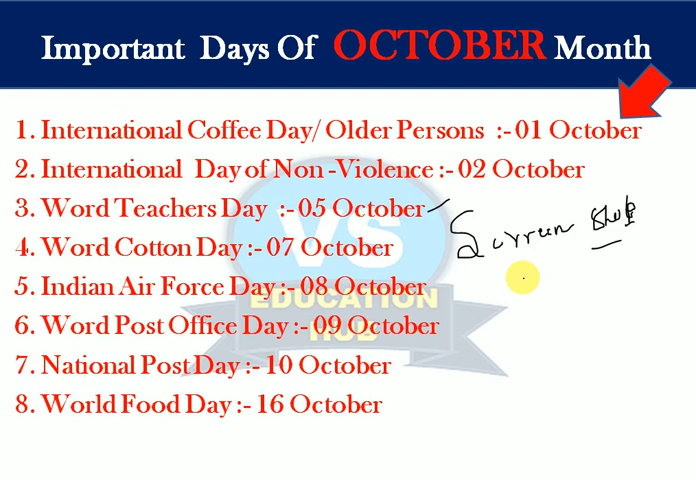 Important Days Of OCTOBER Month
1. International Coffee Day/ Older Persons :- 01 October
2. International Day of Non -Violence :- 02 October
3. Word Teachers Day :- 05 October
4. Word Cotton Day :- 07 October
5. Indian Air Force Day :- 08 October
6. Word Post Office Day :- 09 October
7. National Post Day :- 10 October
8. World Food Day :- 16 October
VS
EDUCATION
HUB